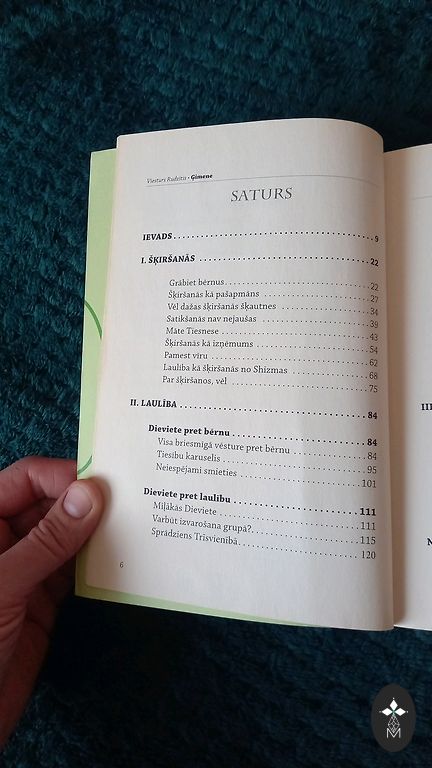 Viesturs Rudzītis • Ģimene
SATURS
IEVADS 9
I. ŠĶIRŠANĀS 22
Grābiet bērnus 22
Šķiršanās kā pašapmāns 27
Vēl dažas šķiršanās šķautnes 34
Satikšanās nav nejaušas 39
Māte Tiesnese 43
Šķiršanās kā izņēmums 54
Pamest vīru 62
Laulība kā šķiršanās no Shizmas 68
Par šķiršanos, vēl 75
II. LAULĪBA 84
Dieviete pret bērnu 84
Visa briesmīgā vēsture pret bērnu 84
Tiesību karuselis 95
Neiespējami smieties 101
Dieviete pret laulību 111
Mīļākās Dieviete 111
Varbūt izvarošana grupā? 115
Sprādziens Trīsvienībā 120
6
III
M